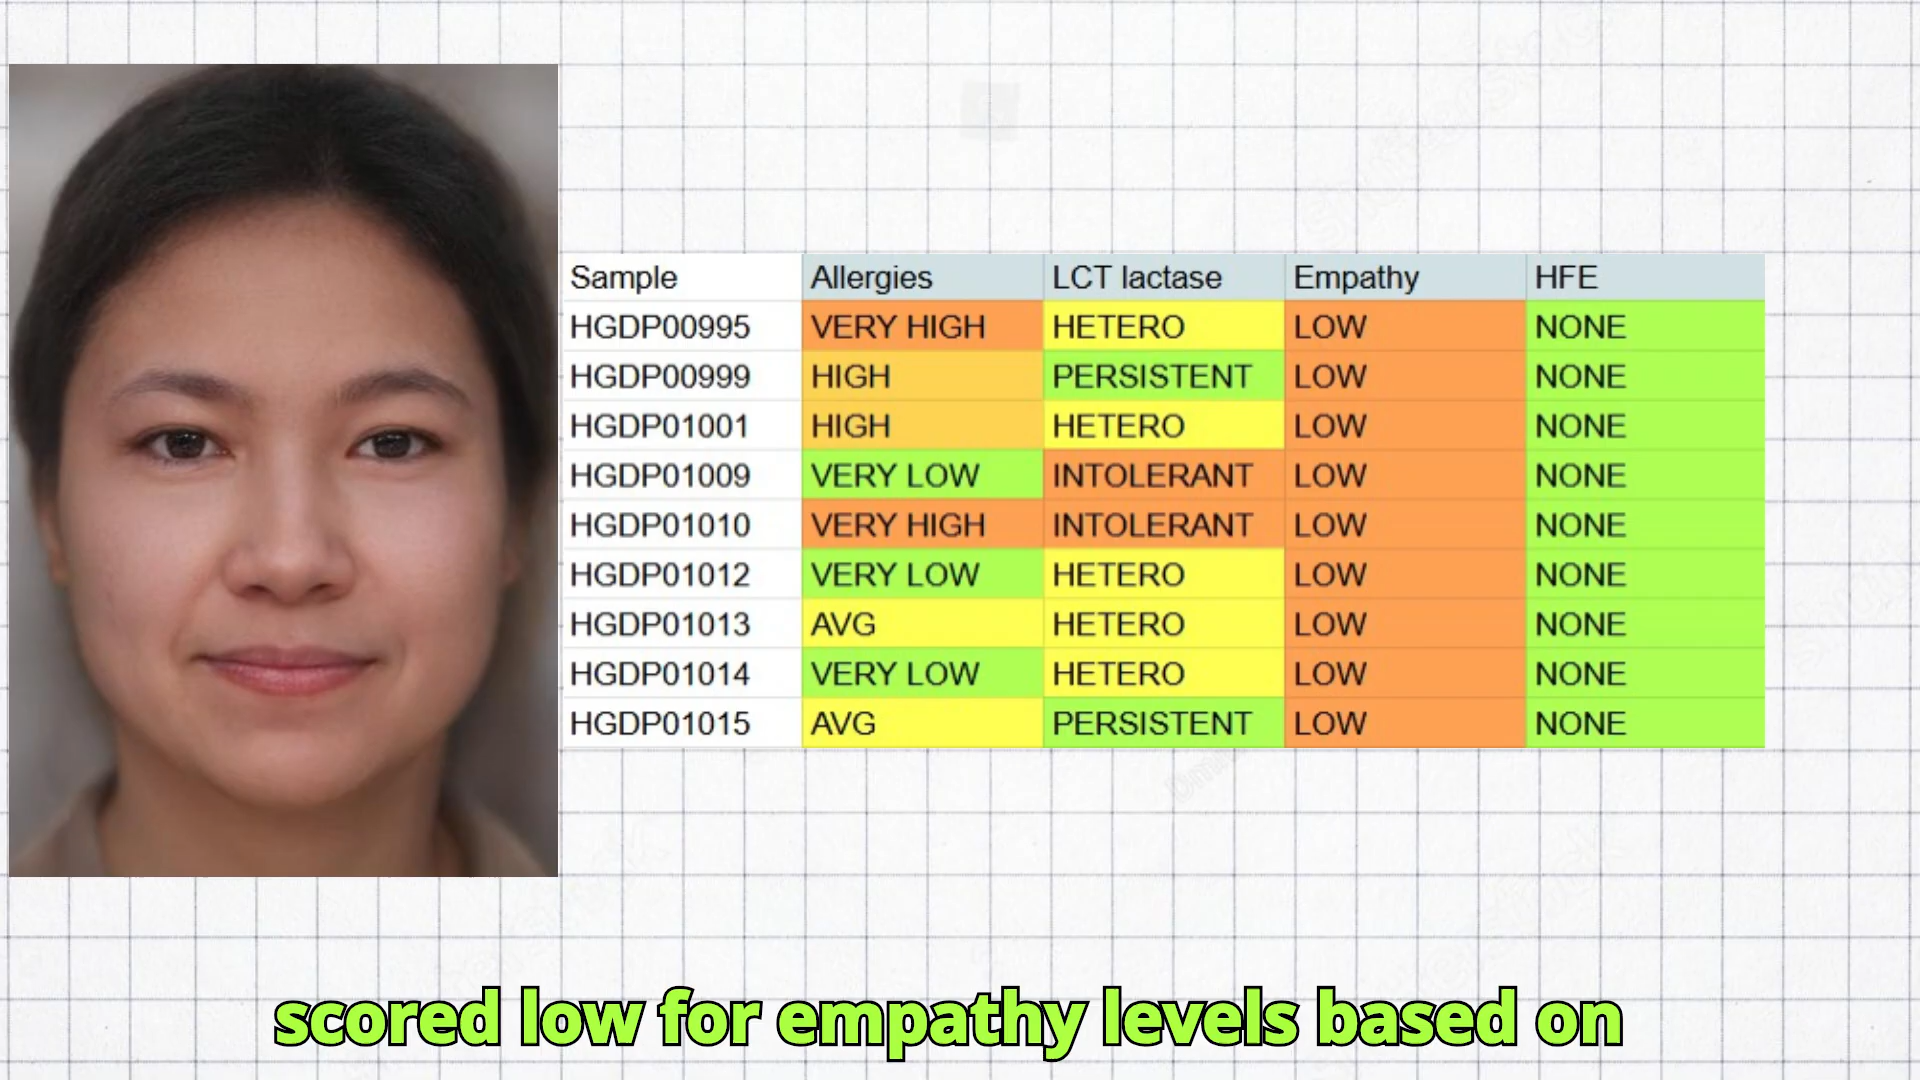 Sample Allergies LCT lactase Empathy HFE
HGDP00995 VERY HIGH HETERO LOW NONE
HGDP00999 HIGH PERSISTENT LOW NONE
HGDP01001 HIGH HETERO LOW NONE
HGDP01009 VERY LOW INTOLERANT LOW NONE
HGDP01010 VERY HIGH INTOLERANT LOW NONE
HGDP01012 VERY LOW HETERO LOW NONE
HGDP01013 AVG HETERO LOW NONE
HGDP01014 VERY LOW HETERO LOW NONE
HGDP01015 AVG PERSISTENT LOW NONE
scored low for empathy levels based on